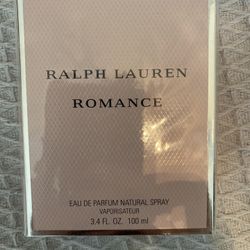 RALPH LAUREN
ROMANCE
EAU DE PARFUM NATURAL SPRAY
VAPORISATEUR
3.4 FL. OZ. 100 ml